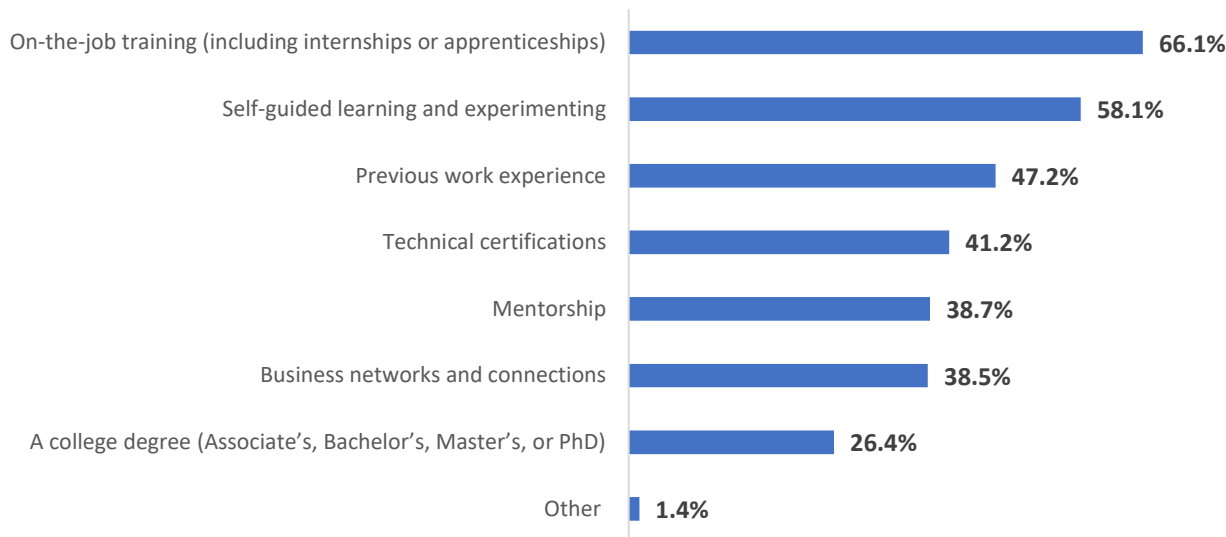 On-the-job training (including internships or apprenticeships) 66.1%
Self-guided learning and experimenting 58.1%
Previous work experience 47.2%
Technical certifications 41.2%
Mentorship 38.7%
Business networks and connections 38.5%
A college degree (Associate’s, Bachelor’s, Master’s, or PhD) 26.4%
Other 1.4%